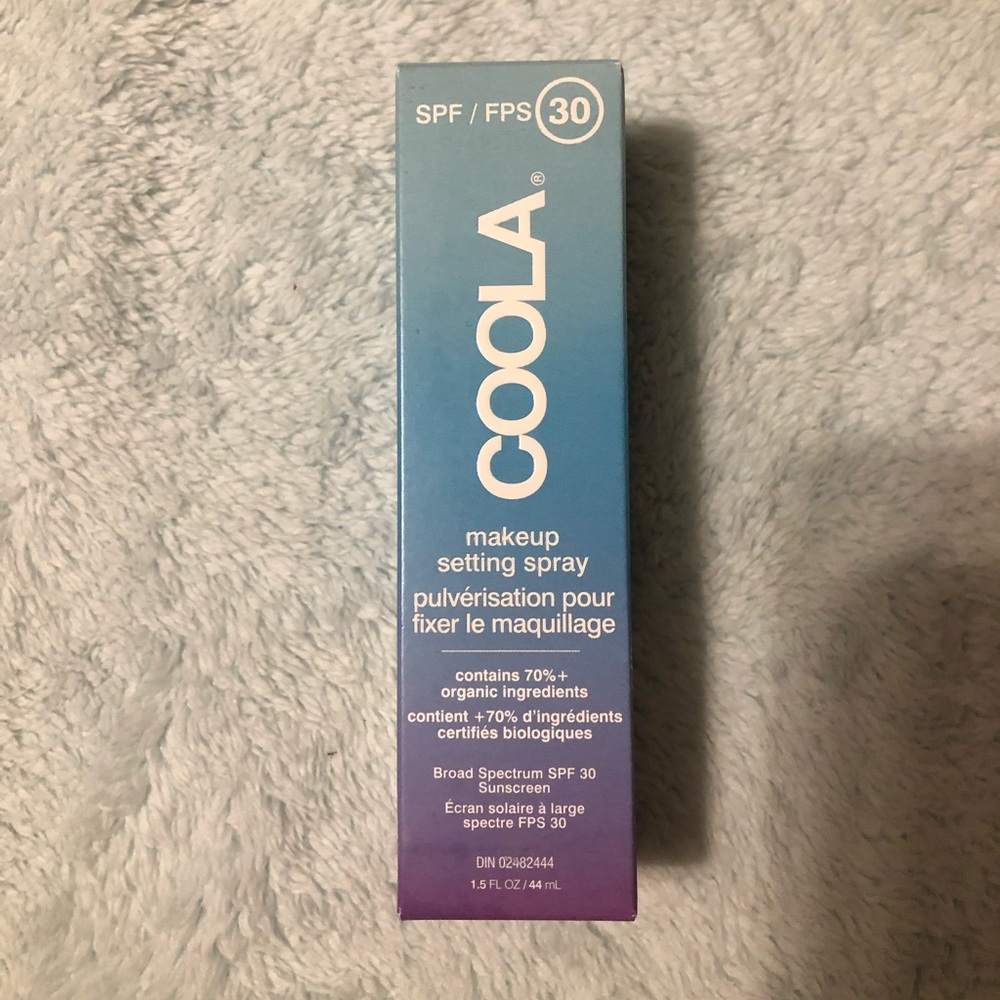 SPF / FPS 30
COOLA®
makeup
setting spray
pulvérisation pour
fixer le maquillage
contains 70%+
organic ingredients
contient +70% d'ingrédients
certifiés biologiques
Broad Spectrum SPF 30
Sunscreen
Écran solaire à large
spectre FPS 30
DIN 02482444
1.5 FL OZ / 44 mL